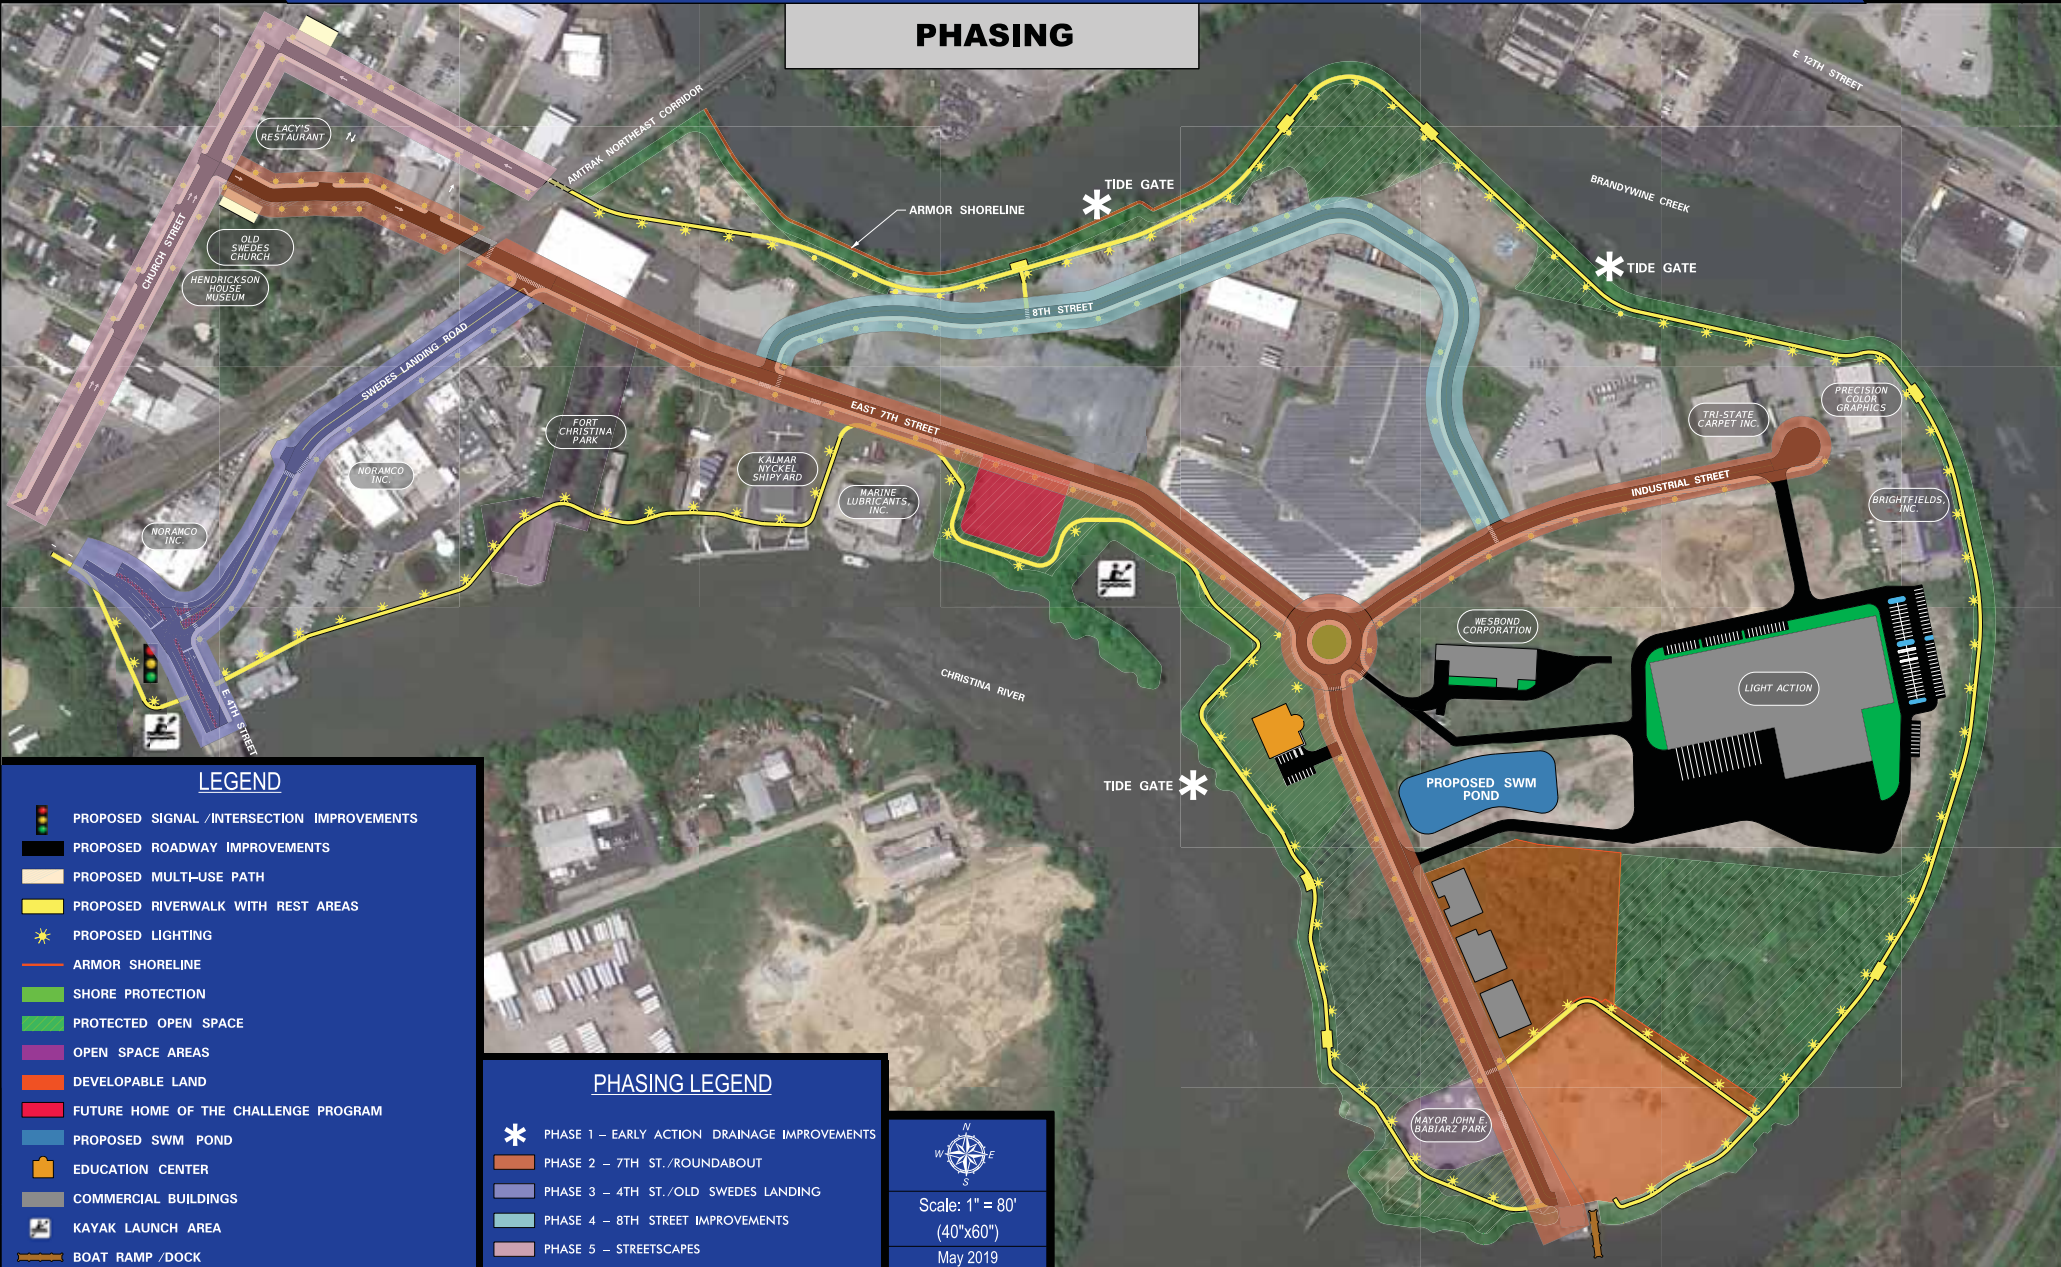 PHASING
E 12TH STREET
AMTRAK NORTHEAST CORRIDOR
LACY'S
RESTAURANT
TIDE GATE
BRANDYWINE CREEK
ARMOR SHORELINE
CHURCH STREET
OLD
SWEDES
CHURCH
HENDRICKSON
HOUSE
MUSEUM
TIDE GATE
8TH STREET
SWEDES LANDING ROAD
EAST 7TH STREET
FORT
CHRISTINA
PARK
PRECISION
COLOR
GRAPHICS
TRI-STATE
CARPET INC.
KALMAR
NYCKEL
SHIPYARD
NORAMCO
INC.
MARINE
LUBRICANTS,
INC.
INDUSTRIAL STREET
BRIGHTFIELDS,
INC.
NORAMCO
INC.
WESBOND
CORPORATION
CHRISTINA RIVER
LIGHT ACTION
E. 4TH STREET
TIDE GATE
PROPOSED SWM
POND
MAYOR JOHN E.
BABIARZ PARK
LEGEND
PROPOSED SIGNAL/INTERSECTION IMPROVEMENTS
PROPOSED ROADWAY IMPROVEMENTS
PROPOSED MULTI-USE PATH
PROPOSED RIVERWALK WITH REST AREAS
PROPOSED LIGHTING
ARMOR SHORELINE
SHORE PROTECTION
PROTECTED OPEN SPACE
OPEN SPACE AREAS
DEVELOPABLE LAND
FUTURE HOME OF THE CHALLENGE PROGRAM
PROPOSED SWM POND
EDUCATION CENTER
COMMERCIAL BUILDINGS
KAYAK LAUNCH AREA
BOAT RAMP/DOCK
PHASING LEGEND
PHASE 1 – EARLY ACTION DRAINAGE IMPROVEMENTS
PHASE 2 – 7TH ST./ROUNDABOUT
PHASE 3 – 4TH ST./OLD SWEDES LANDING
PHASE 4 – 8TH STREET IMPROVEMENTS
PHASE 5 – STREETSCAPES
N
W E
S
Scale: 1" = 80'
(40"x60")
May 2019